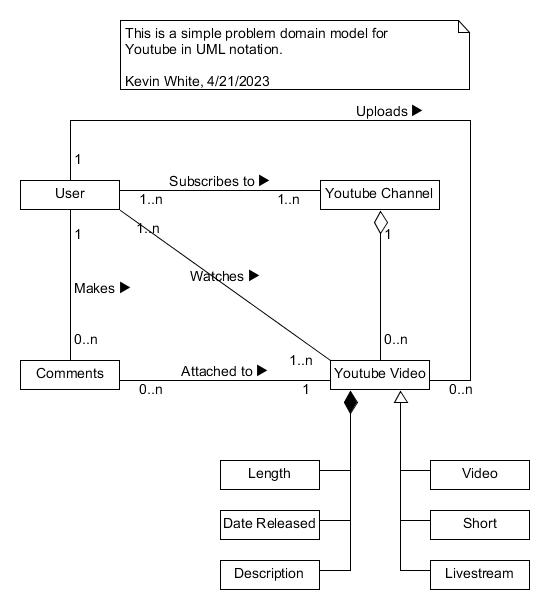 This is a simple problem domain model for
Youtube in UML notation.
Kevin White, 4/21/2023
Uploads
1
User
Subscribes to
1..n
1..n
Youtube Channel
1
1..n
1
Watches
Makes
0..n
1..n
0..n
Comments
Attached to
0..n
1
Youtube Video
0..n
Length
Video
Date Released
Short
Description
Livestream